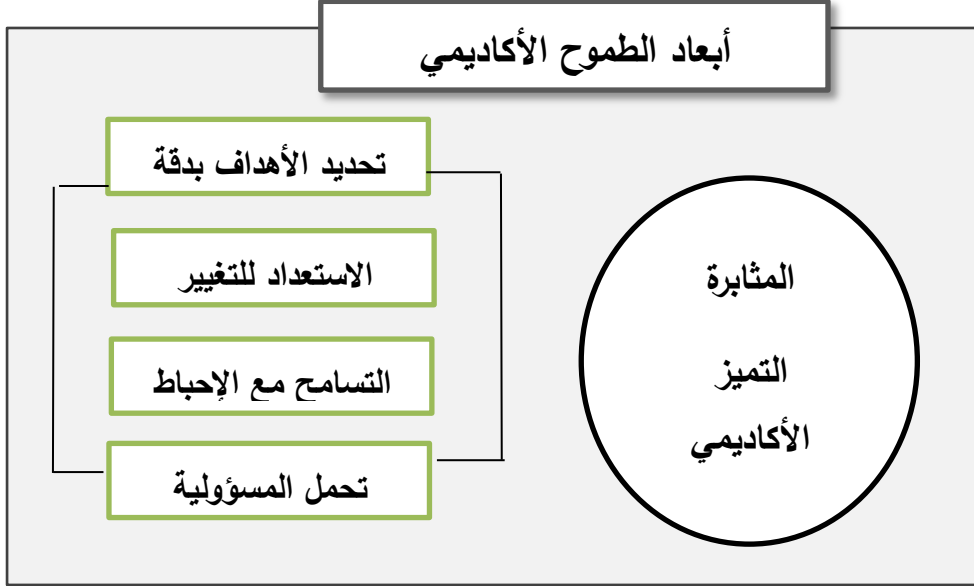 أبعاد الطموح الأكاديمي
المثابرة
التميز
الأكاديمي
تحديد الأهداف بدقة
الاستعداد للتغيير
التسامح مع الإحباط
تحمل المسؤولية